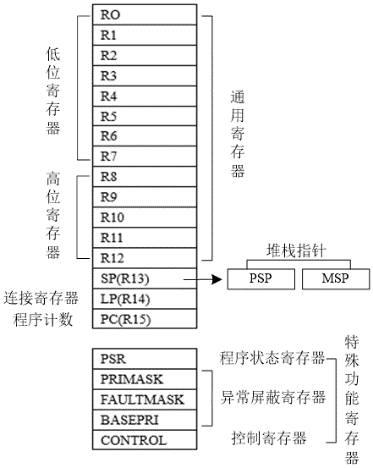 RO
R1
R2
R3
R4
R5
R6
R7
R8
R9
R10
R11
R12
SP(R13)
LP(R14)
PC(R15)
低位寄存器
高位寄存器
通用寄存器
连接寄存器
程序计数
堆栈指针
PSP
MSP
PSR
PRIMASK
FAULTMASK
BASEPRI
CONTROL
程序状态寄存器
异常屏蔽寄存器
控制寄存器
特殊功能寄存器